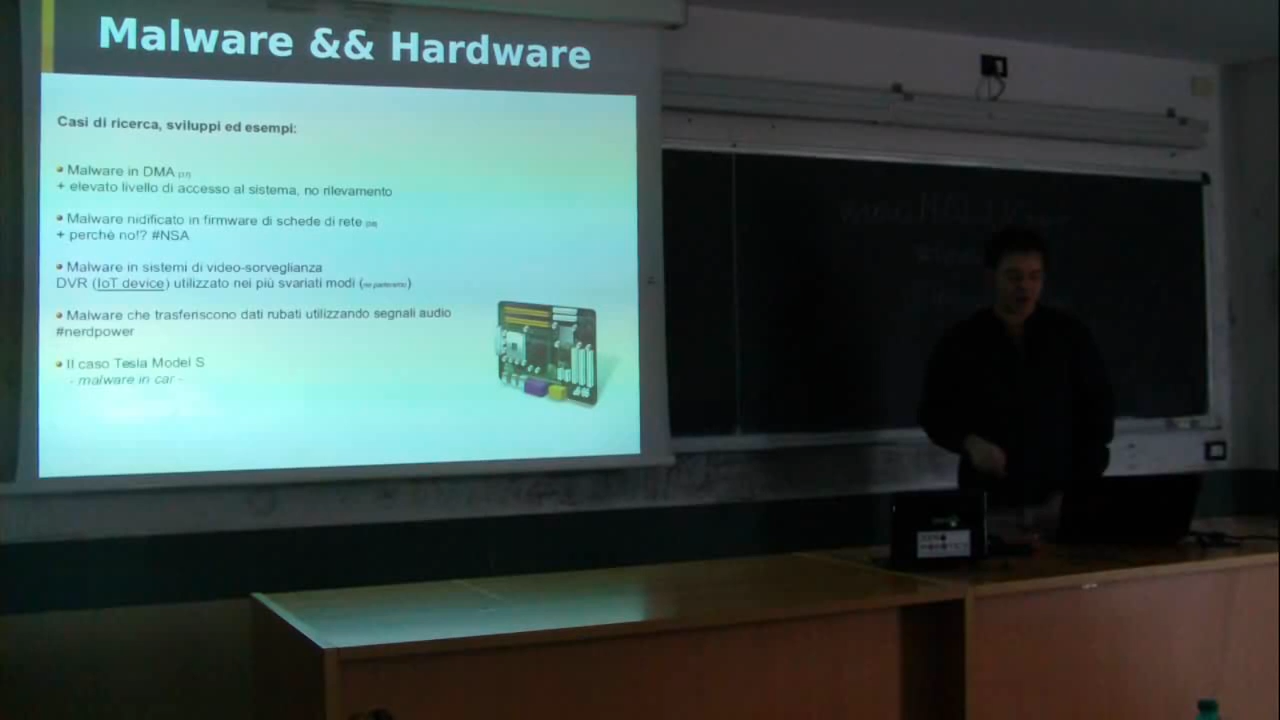 Malware && Hardware
Casi di ricerca, sviluppi ed esempi:
Malware in DMA
+ elevato livello di accesso al sistema, no rilevamento
Malware nidificato in firmware di schede di rete
+ perchè no!? #NSA
Malware in sistemi di video-sorveglianza
DVR (IoT device) utilizzato nei più svariati modi (ne parleremo)
Malware che trasferiscono dati rubati utilizzando segnali audio
#nerdpower
Il caso Tesla Model S
- malware in car -